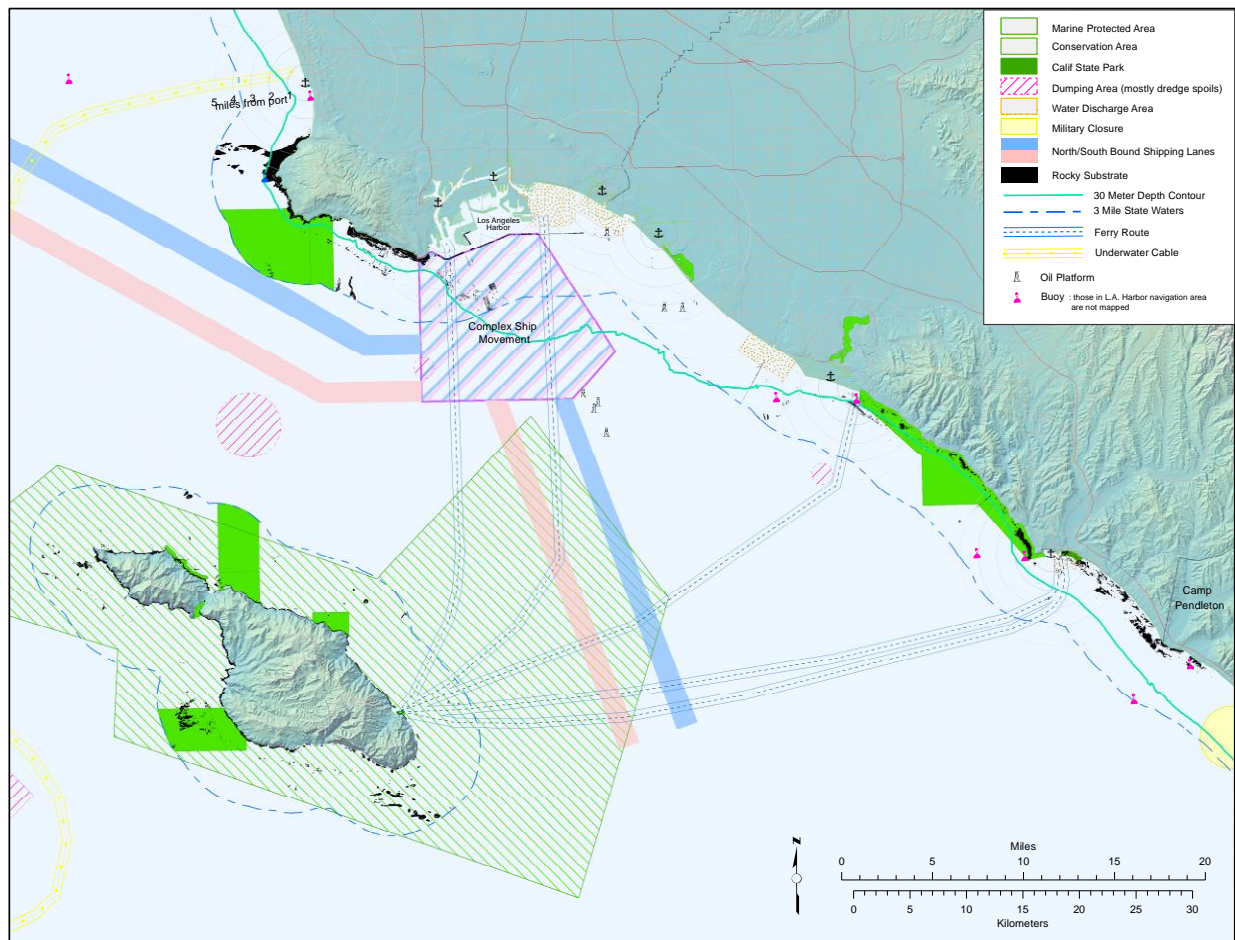 Marine Protected Area
Conservation Area
Calif State Park
Dumping Area (mostly dredge spoils)
Water Discharge Area
Military Closure
North/South Bound Shipping Lanes
Rocky Substrate
30 Meter Depth Contour
3 Mile State Waters
Ferry Route
Underwater Cable
Oil Platform
Buoy : those in L.A. Harbor navigation area
are not mapped
5 4 3 2 1
miles from port
Los Angeles
Harbor
Complex Ship
Movement
Camp
Pendleton
N
Miles
0 5 10 15 20
0 5 10 15 20 25 30
Kilometers